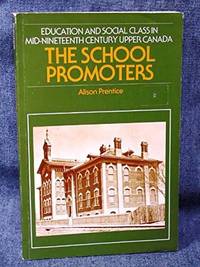 EDUCATION AND SOCIAL CLASS IN
MID-NINETEENTH CENTURY UPPER CANADA
THE SCHOOL
PROMOTERS
Alison Prentice